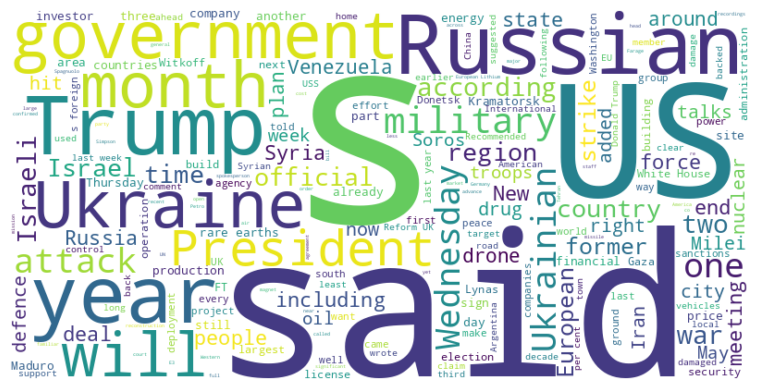 investor
three
ahead
another
home
government
Russian
company
energy
state
around
area
countries
Witkoff
next
Venezuela
USS
suggested
China
Washington
following
EU
member
month
plan
according
hit
military
Donetsk
Kramatorsk
International
strike
added
Donald Trump
administration
damage
backed
group
Trump
S
US
used
told
effort
part
week
Soros
Recommended
talks
power
building
site
last week
build
Syrian
Syria
region
American
force
clear
White House
way
Israeli
Israel
Thursday
official
already
troops
nuclear
comment
agency
time
last year
New
drug
country
end
Ukraine
rare earths
Reform UK
first
peace
target
road
former
right
world
two
Russia
operation
President
now
drone
Milei
financial
Gaza
sanctions
attack
production
UK
control
back
south
Wednesday
Lynas
sign
Ukrainian
companies
European
one
defence
year
FT
every
project
least
including
oil
day
make
Argentina
per cent
town
city
last
ground
Iran
price
vehicles
local
meeting
long
deal
still
want
people
largest
deployment
came
wrote
election
claim
third
decade
war
May
damaged
security
Maduro
support
will
said
well
license
called